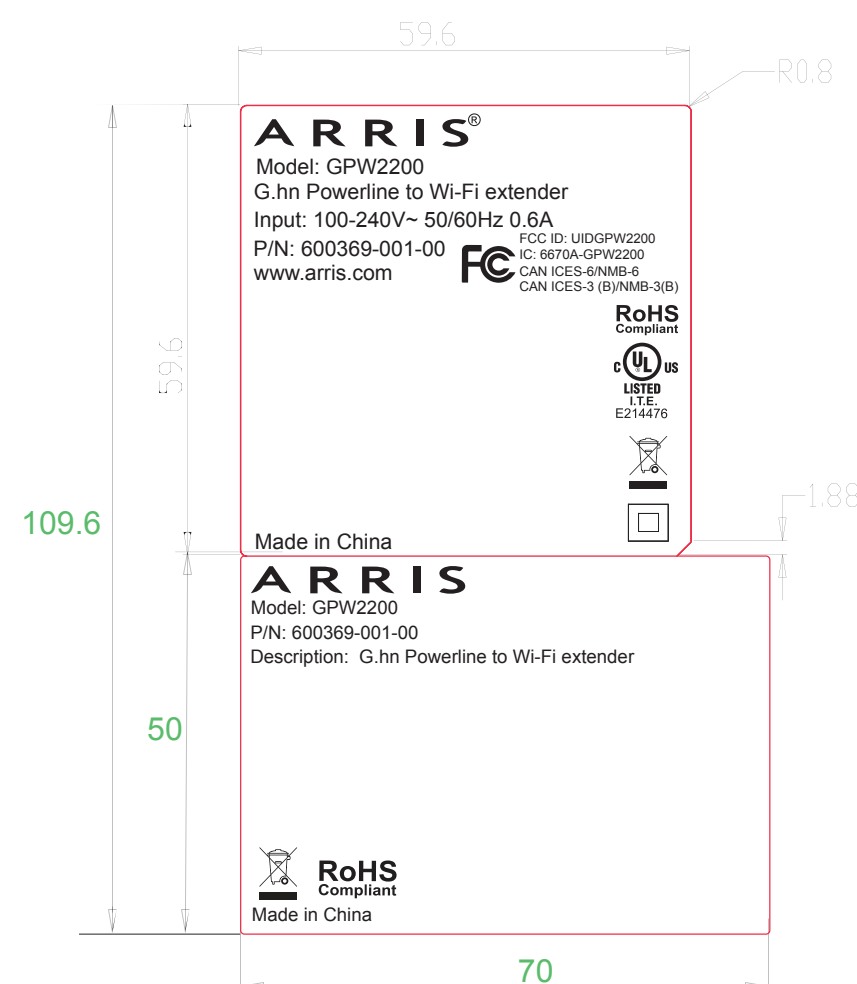 59.6
R0.8
ARRIS®
Model: GPW2200
G.hn Powerline to Wi-Fi extender
Input: 100-240V~ 50/60Hz 0.6A
P/N: 600369-001-00
www.arris.com
FC
FCC ID: UIDGPW2200
IC: 6670A-GPW2200
CAN ICES-6/NMB-6
CAN ICES-3 (B)/NMB-3(B)
RoHS
Compliant
C UL® US
LISTED
I.T.E.
E214476
59.6
1.88
109.6
Made in China
ARRIS
Model: GPW2200
P/N: 600369-001-00
Description: G.hn Powerline to Wi-Fi extender
50
RoHS
Compliant
Made in China
70